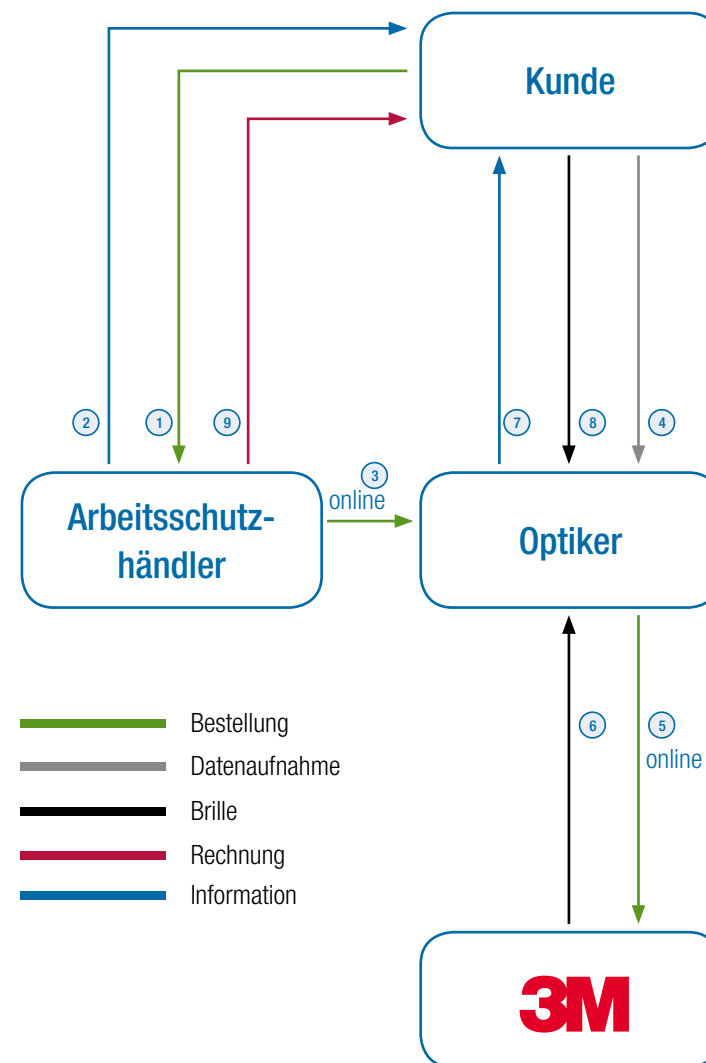 Kunde
2
1
9
7
8
4
3
online
Arbeitsschutz-
händler
Optiker
6
5
online
Bestellung
Datenaufnahme
Brille
Rechnung
Information
3M